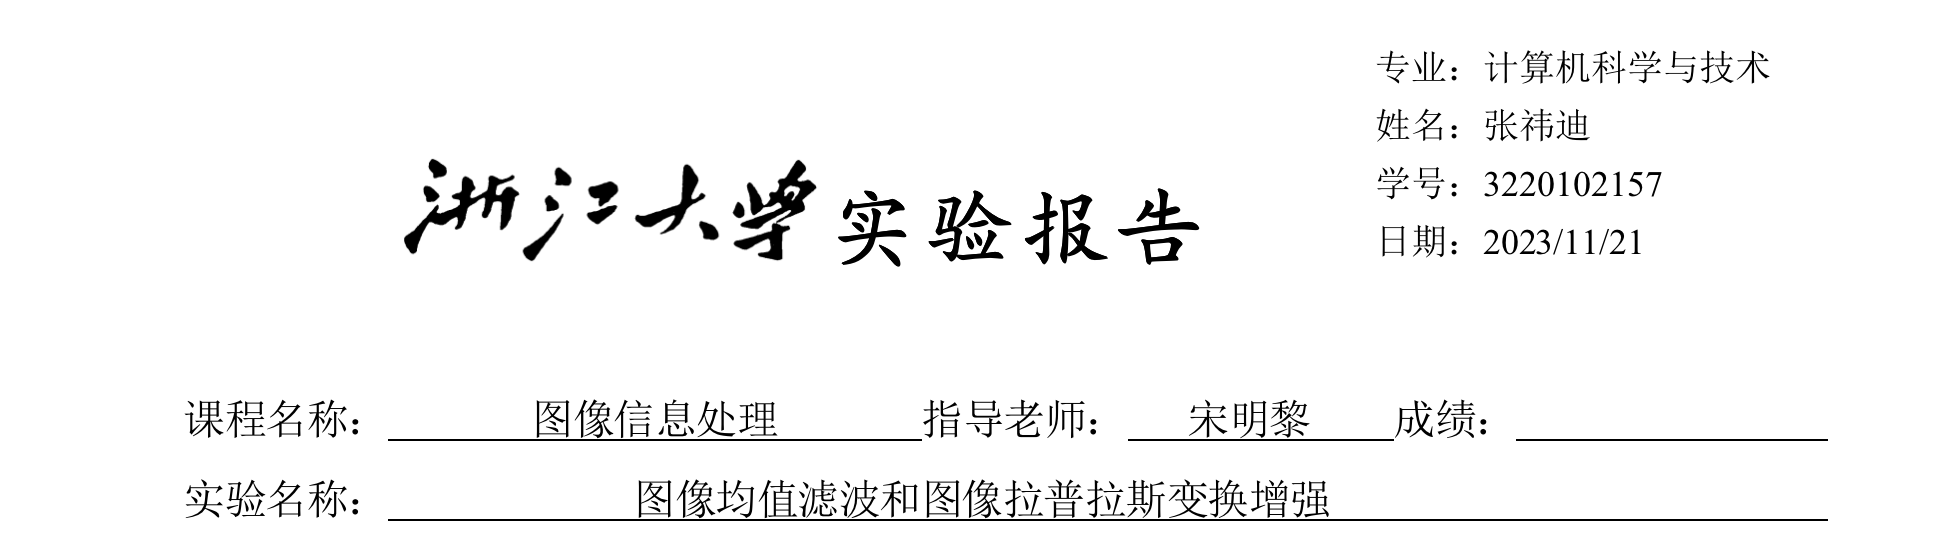 专业：计算机科学与技术
姓名：张祎迪
学号：3220102157
日期：2023/11/21
浙江大学实验报告
课程名称：图像信息处理指导老师：宋明黎成绩：
实验名称：图像均值滤波和图像拉普拉斯变换增强